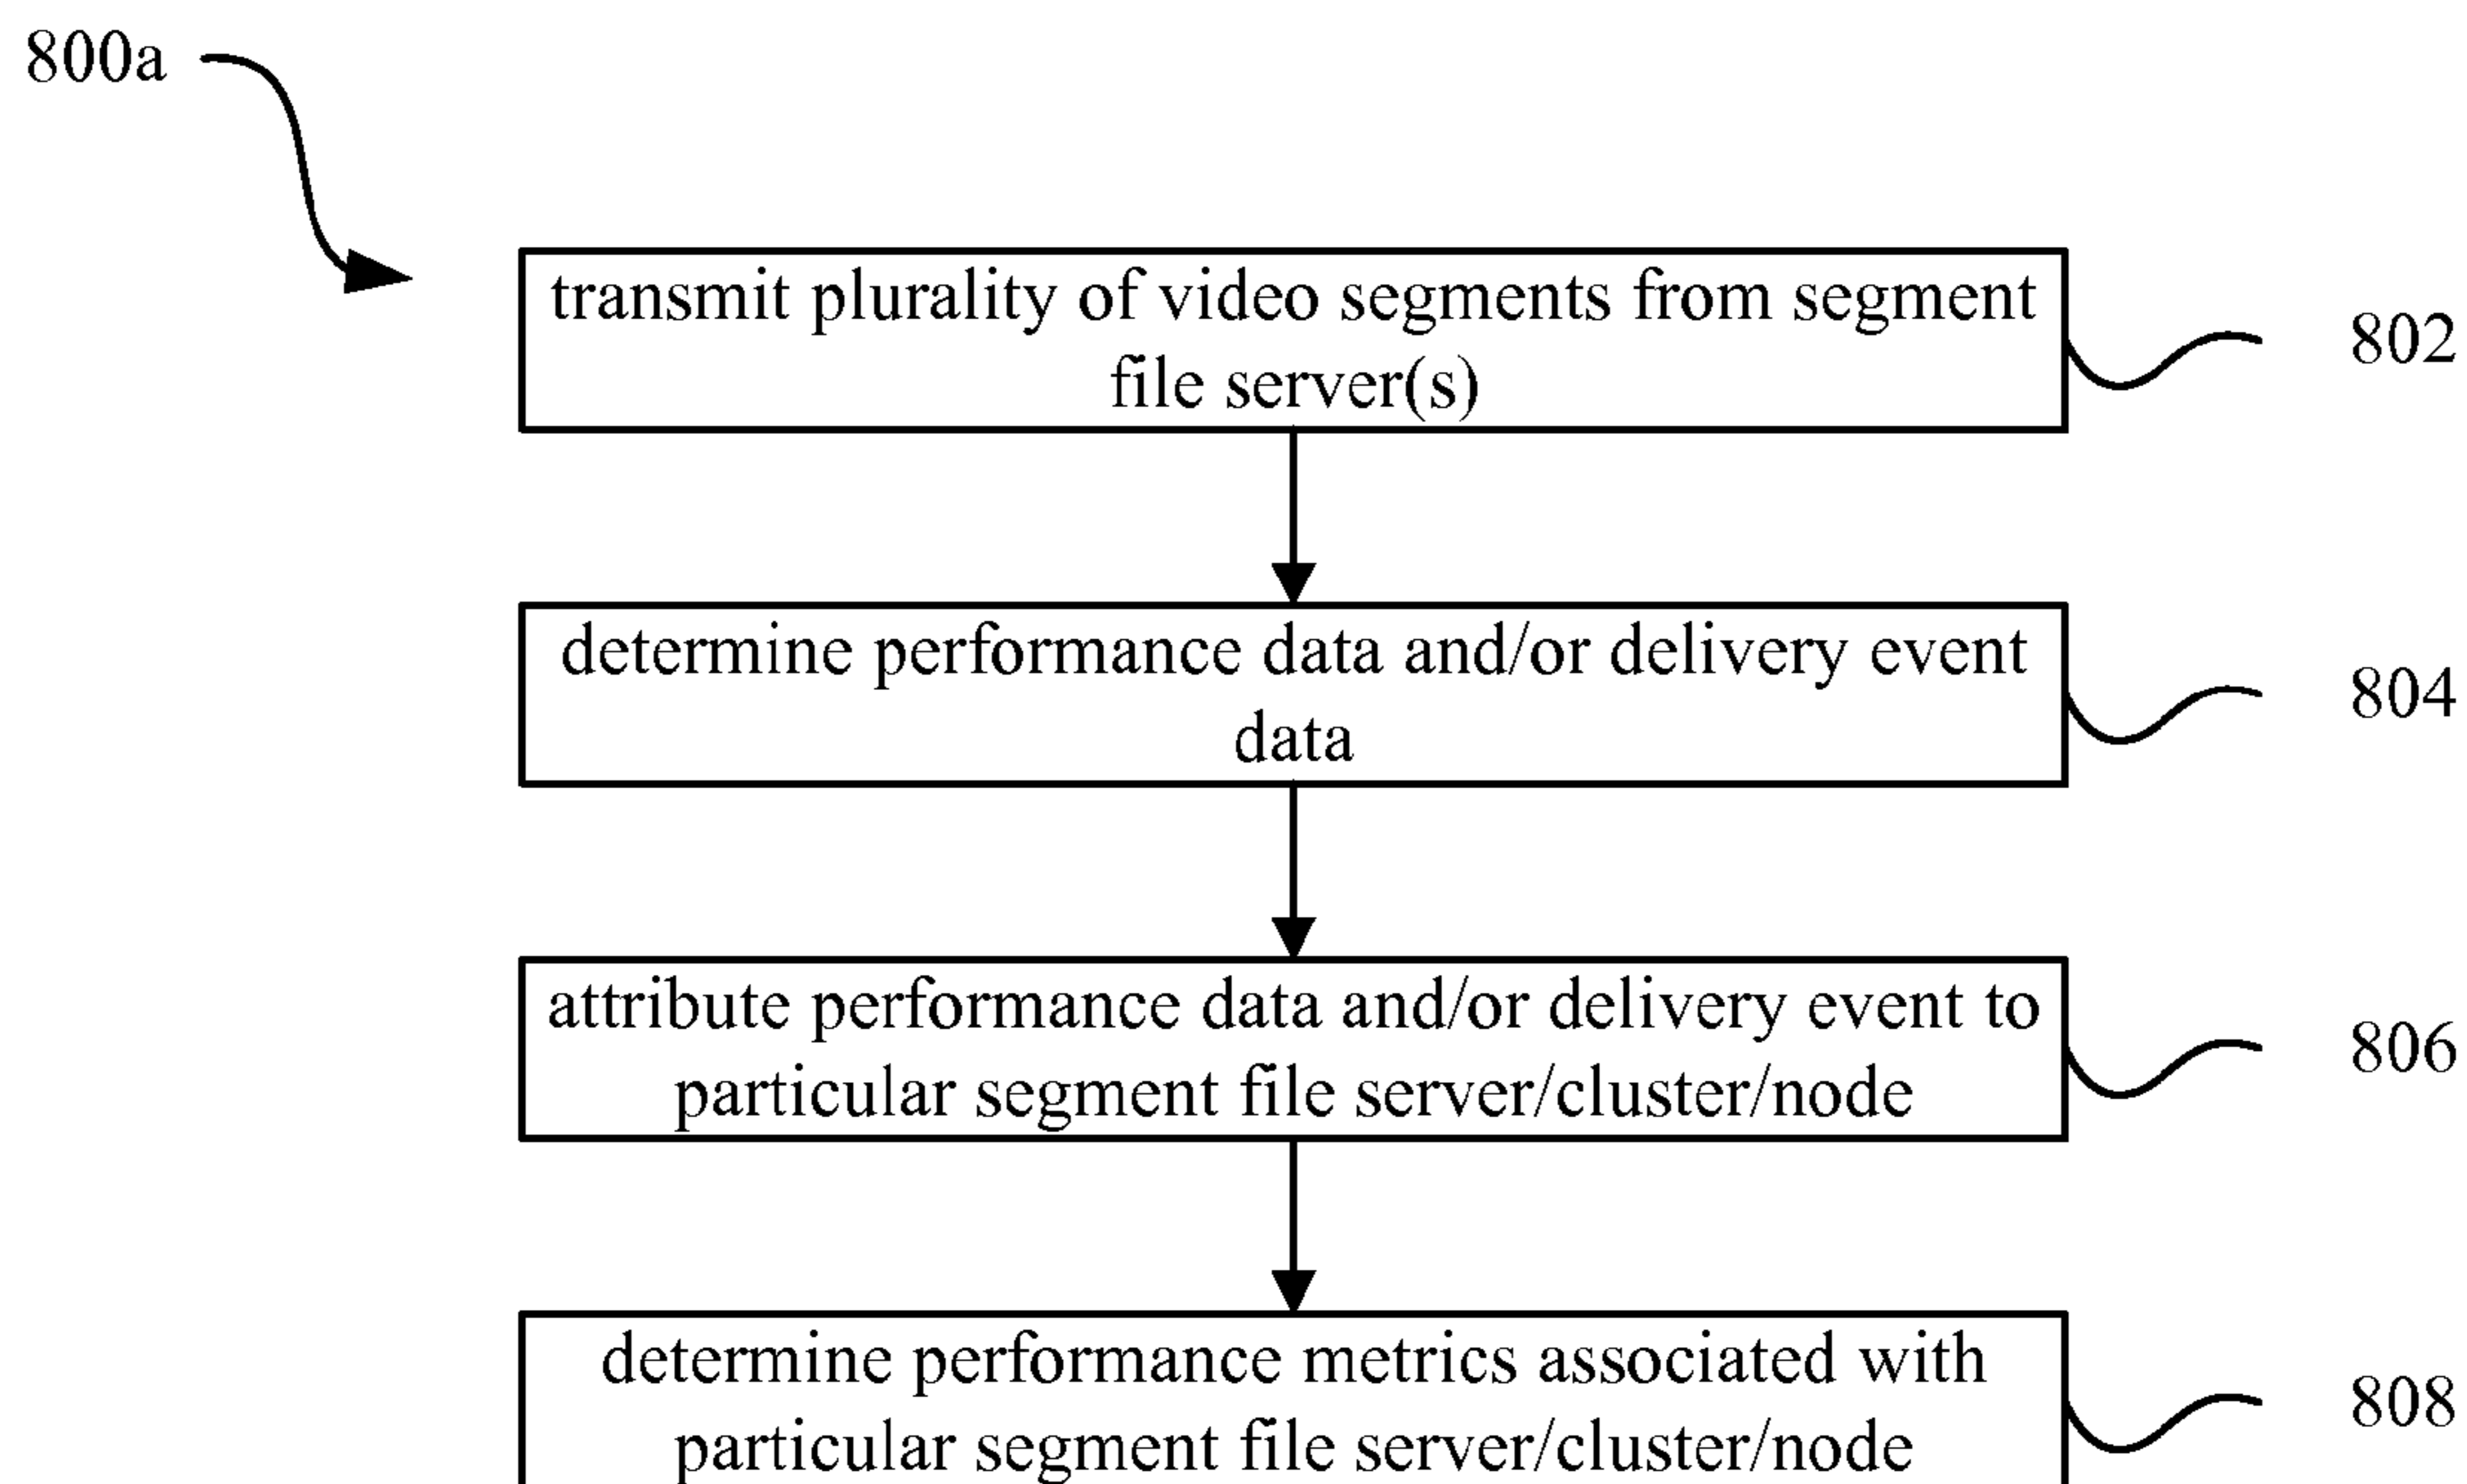 800a
transmit plurality of video segments from segment
file server(s)
802
determine performance data and/or delivery event
data
804
attribute performance data and/or delivery event to
particular segment file server/cluster/node
806
determine performance metrics associated with
particular segment file server/cluster/node
808